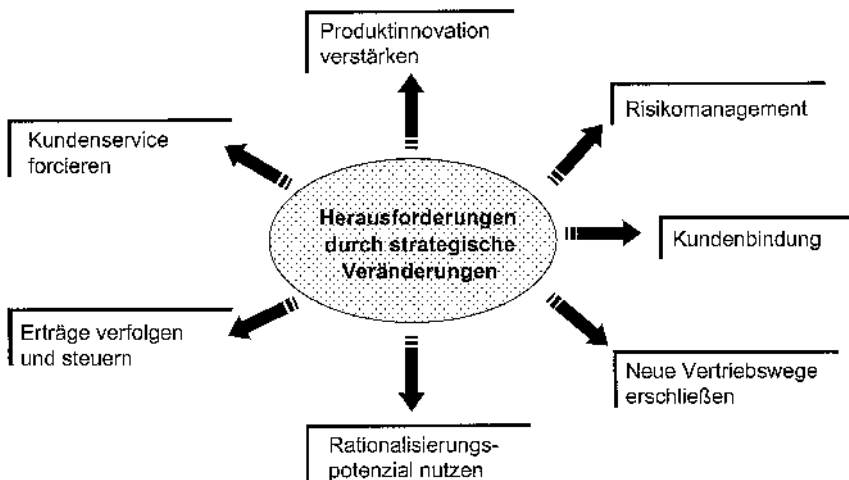 Produktinnovation
verstärken
Risikomanagement
Kundenservice
forcieren
Herausforderungen
durch strategische
Veränderungen
Kundenbindung
Erträge verfolgen
und steuern
Neue Vertriebswege
erschließen
Rationalisierungs-
potenzial nutzen